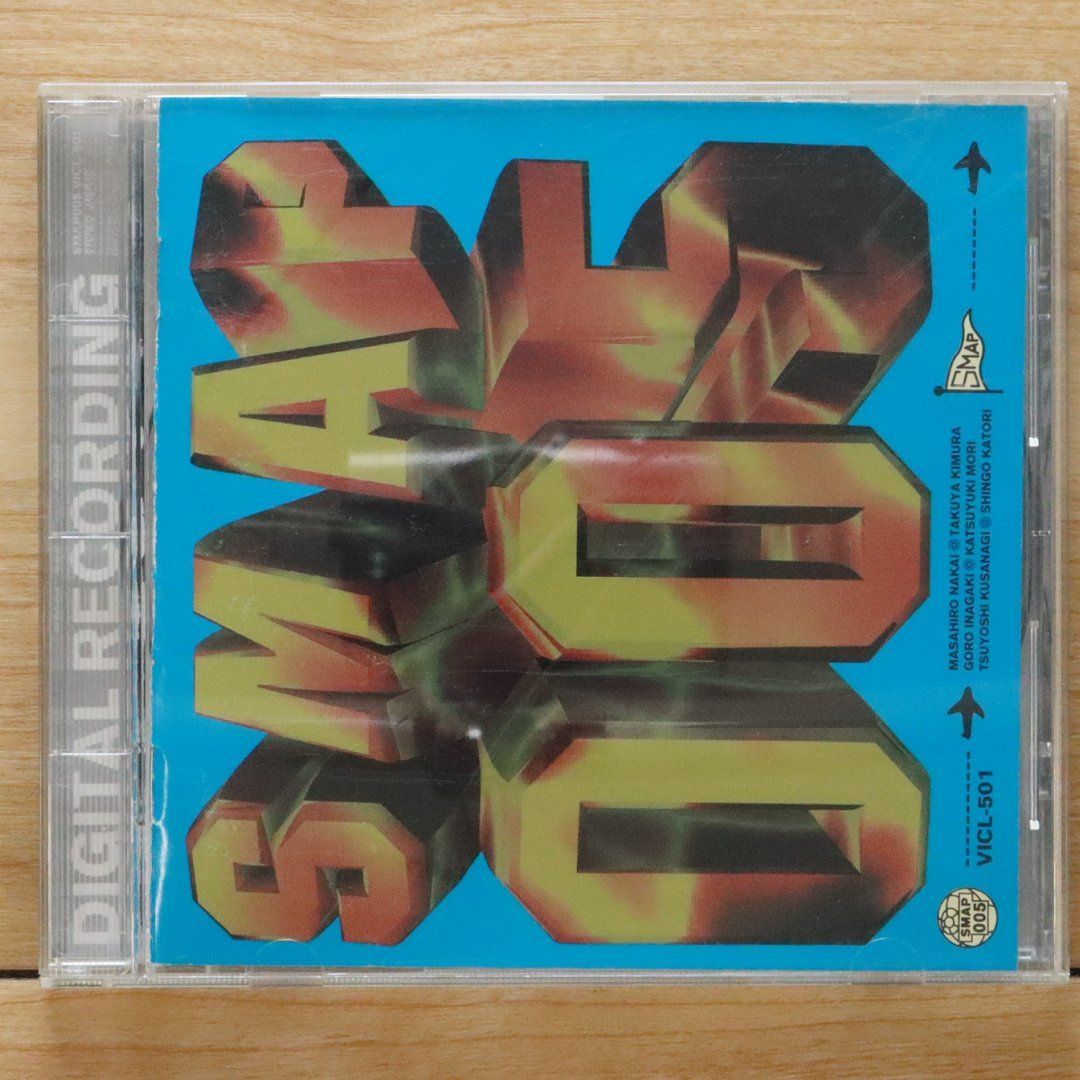 DIGITAL RECORDING
SMAP
005
SMAP
005
VICL-501
MASAHIRO NAKAI @ TAKUYA KIMURA
GORO INAGAKI @ KATSUYUKI MORI
TSUYOSHI KUSANAGI @ SHINGO KATORI
SMAP